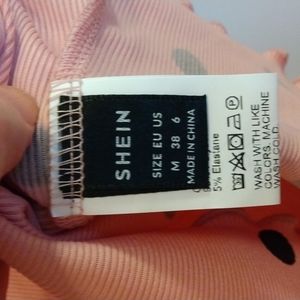 SHEIN
SIZE EU US
M 38 6
MADE IN CHINA
5% Elastane
WASH WITH LIKE
COLORS. MACHINE
WASH COLD.